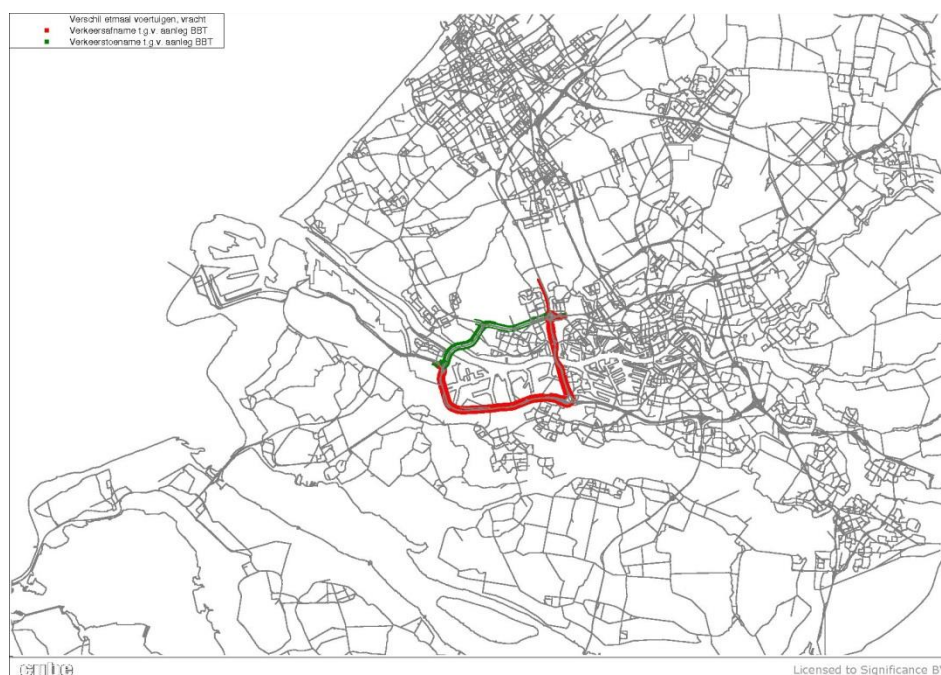 Verschil etmaal voertuigen, vracht
Verkeersafname t.g.v. aanleg BBT
Verkeerstoename t.g.v. aanleg BBT
Licensed to Significance BV